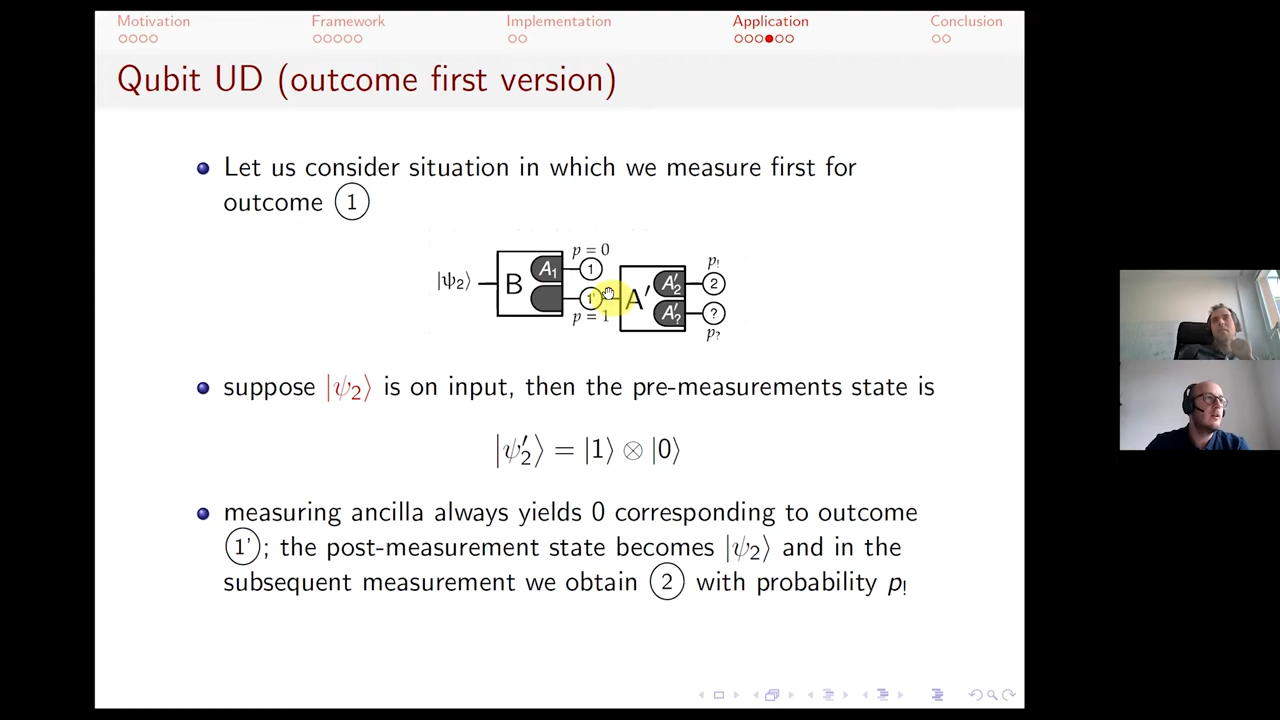 Motivation Framework Implementation Application Conclusion
Qubit UD (outcome first version)
Let us consider situation in which we measure first for
outcome 1
p = 0
|ψ₂⟩ B A₁ 1 p!
1' A' A'₂ 2
p = 1 A'? ?
p?
suppose |ψ₂⟩ is on input, then the pre-measurements state is
|ψ'₂⟩ = |1⟩ ⊗ |0⟩
measuring ancilla always yields 0 corresponding to outcome
1'; the post-measurement state becomes |ψ₂⟩ and in the
subsequent measurement we obtain 2 with probability p!